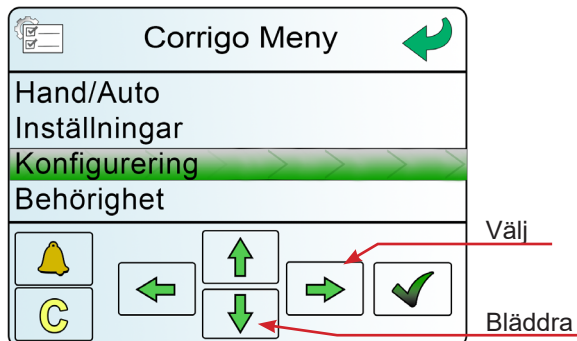 Corrigo Meny
Hand/Auto
Inställningar
Konfigurering
Behörighet
Välj
C
Bläddra